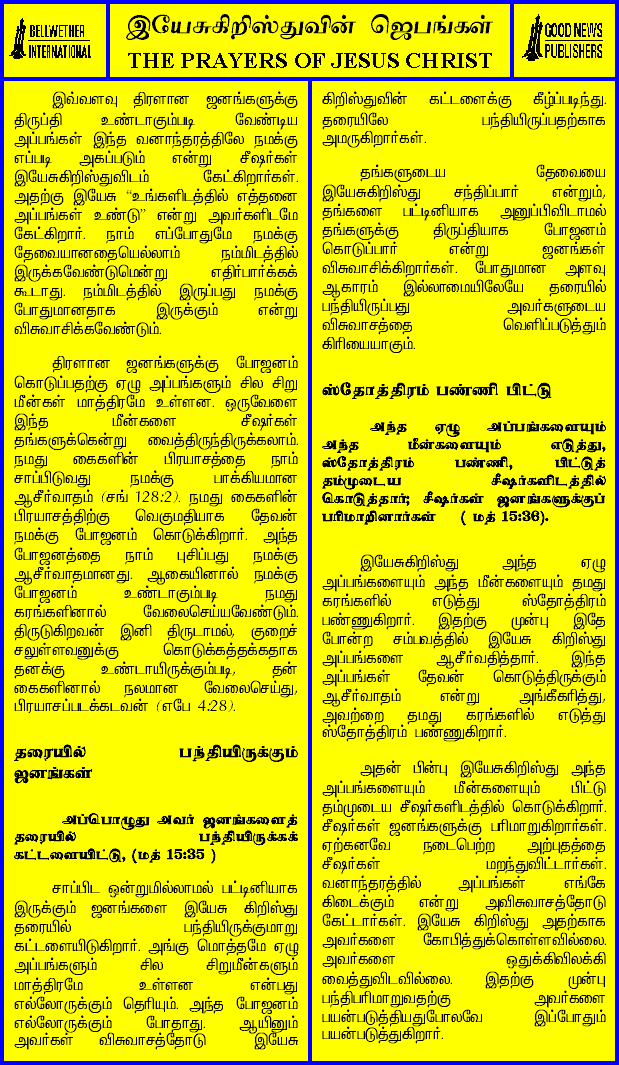 BELLWETHER
INTERNATIONAL
இயேசுகிறிஸ்துவின் ஜெபங்கள்
THE PRAYERS OF JESUS CHRIST
GOOD NEWS
PUBLISHERS
இவ்வளவு திரளான ஜனங்களுக்கு
திருப்தி உண்டாகும்படி வேண்டிய
அப்பங்கள் இந்த வனாந்தரத்திலே நமக்கு
எப்படி அகப்படும் என்று சீஷர்கள்
இயேசுகிறிஸ்துவிடம் கேட்கிறார்கள்.
அதற்கு இயேசு “உங்களிடத்தில் எத்தனை
அப்பங்கள் உண்டு” என்று அவர்களிடமே
கேட்கிறார். நாம் எப்போதுமே நமக்கு
தேவையானதையெல்லாம் நம்மிடத்தில்
இருக்கவேண்டுமென்று எதிர்பார்க்கக்
கூடாது. நம்மிடத்தில் இருப்பது நமக்கு
போதுமானதாக இருக்கும் என்று
விசுவாசிக்கவேண்டும்.
திரளான ஜனங்களுக்கு போஜனம்
கொடுப்பதற்கு ஏழு அப்பங்களும் சில சிறு
மீன்கள் மாத்திரமே உள்ளன. ஒருவேளை
இந்த மீன்களை சீஷர்கள்
தங்களுக்கென்று வைத்திருந்திருக்கலாம்.
நமது கைகளின் பிரயாசத்தை நாம்
சாப்பிடுவது நமக்கு பாக்கியமான
ஆசீர்வாதம் (சங் 128:2). நமது கைகளின்
பிரயாசத்திற்கு வெகுமதியாக தேவன்
நமக்கு போஜனம் கொடுக்கிறார். அந்த
போஜனத்தை நாம் புசிப்பது நமக்கு
ஆசீர்வாதமானது. ஆகையினால் நமக்கு
போஜனம் உண்டாகும்படி நமது
கரங்களினால் வேலைசெய்யவேண்டும்.
திருடுகிறவன் இனி திருடாமல், குறைச்
சலுள்ளவனுக்கு கொடுக்கத்தக்கதாக
தனக்கு உண்டாயிருக்கும்படி, தன்
கைகளினால் நலமான வேலைசெய்து,
பிரயாசப்படக்கடவன் (எபே 4:28).
தரையில் பந்தியிருக்கும்
ஜனங்கள்
அப்பொழுது அவர் ஜனங்களைத்
தரையில் பந்தியிருக்கக்
கட்டளையிட்டு, (மத் 15:35 )
சாப்பிட ஒன்றுமில்லாமல் பட்டினியாக
இருக்கும் ஜனங்களை இயேசு கிறிஸ்து
தரையில் பந்தியிருக்குமாறு
கட்டளையிடுகிறார். அங்கு மொத்தமே ஏழு
அப்பங்களும் சில சிறுமீன்களும்
மாத்திரமே உள்ளன என்பது
எல்லோருக்கும் தெரியும். அந்த போஜனம்
எல்லோருக்கும் போதாது. ஆயினும்
அவர்கள் விசுவாசத்தோடு இயேசு
கிறிஸ்துவின் கட்டளைக்கு கீழ்ப்படிந்து.
தரையிலே பந்தியிருப்பதற்காக
அமருகிறார்கள்.
தங்களுடைய தேவையை
இயேசுகிறிஸ்து சந்திப்பார் என்றும்,
தங்களை பட்டினியாக அனுப்பிவிடாமல்
தங்களுக்கு திருப்தியாக போஜனம்
கொடுப்பார் என்று ஜனங்கள்
விசுவாசிக்கிறார்கள். போதுமான அளவு
ஆகாரம் இல்லாமையிலேயே தரையில்
பந்தியிருப்பது அவர்களுடைய
விசுவாசத்தை வெளிப்படுத்தும்
கிரியையாகும்.
ஸ்தோத்திரம் பண்ணி பிட்டு
அந்த ஏழு அப்பங்களையும்
அந்த மீன்களையும் எடுத்து,
ஸ்தோத்திரம் பண்ணி, பிட்டுத்
தம்முடைய சீஷர்களிடத்தில்
கொடுத்தார்; சீஷர்கள் ஜனங்களுக்குப்
பரிமாறினார்கள் ( மத் 15:36).
இயேசுகிறிஸ்து அந்த ஏழு
அப்பங்களையும் அந்த மீன்களையும் தமது
கரங்களில் எடுத்து ஸ்தோத்திரம்
பண்ணுகிறார். இதற்கு முன்பு இதே
போன்ற சம்பவத்தில் இயேசு கிறிஸ்து
அப்பங்களை ஆசீர்வதித்தார். இந்த
அப்பங்கள் தேவன் கொடுத்திருக்கும்
ஆசீர்வாதம் என்று அங்கீகரித்து,
அவற்றை தமது கரங்களில் எடுத்து
ஸ்தோத்திரம் பண்ணுகிறார்.
அதன் பின்பு இயேசுகிறிஸ்து அந்த
அப்பங்களையும் மீன்களையும் பிட்டு
தம்முடைய சீஷர்களிடத்தில் கொடுக்கிறார்.
சீஷர்கள் ஜனங்களுக்கு பரிமாறுகிறார்கள்.
ஏற்கனவே நடைபெற்ற அற்புதத்தை
சீஷர்கள் மறந்துவிட்டார்கள்.
வனாந்தரத்தில் அப்பங்கள் எங்கே
கிடைக்கும் என்று அவிசுவாசத்தோடு
கேட்டார்கள். இயேசு கிறிஸ்து அதற்காக
அவர்களை கோபித்துக்கொள்ளவில்லை.
அவர்களை ஒதுக்கிவிலக்கி
வைத்துவிடவில்லை. இதற்கு முன்பு
பந்திபரிமாறுவதற்கு அவர்களை
பயன்படுத்தியதுபோலவே இப்போதும்
பயன்படுத்துகிறார்.